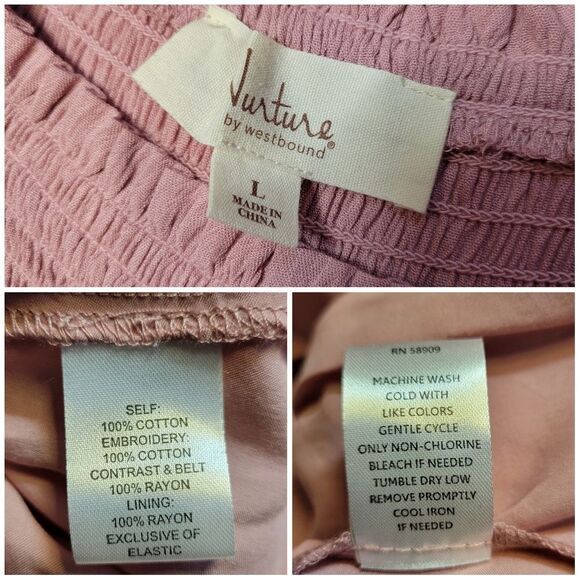 Nurture
by westbound®
L
MADE IN
CHINA
SELF:
100% COTTON
EMBROIDERY:
100% COTTON
CONTRAST & BELT
100% RAYON
LINING:
100% RAYON
EXCLUSIVE OF
ELASTIC
RN 58909
MACHINE WASH
COLD WITH
LIKE COLORS
GENTLE CYCLE
ONLY NON-CHLORINE
BLEACH IF NEEDED
TUMBLE DRY LOW
REMOVE PROMPTLY
COOL IRON
IF NEEDED